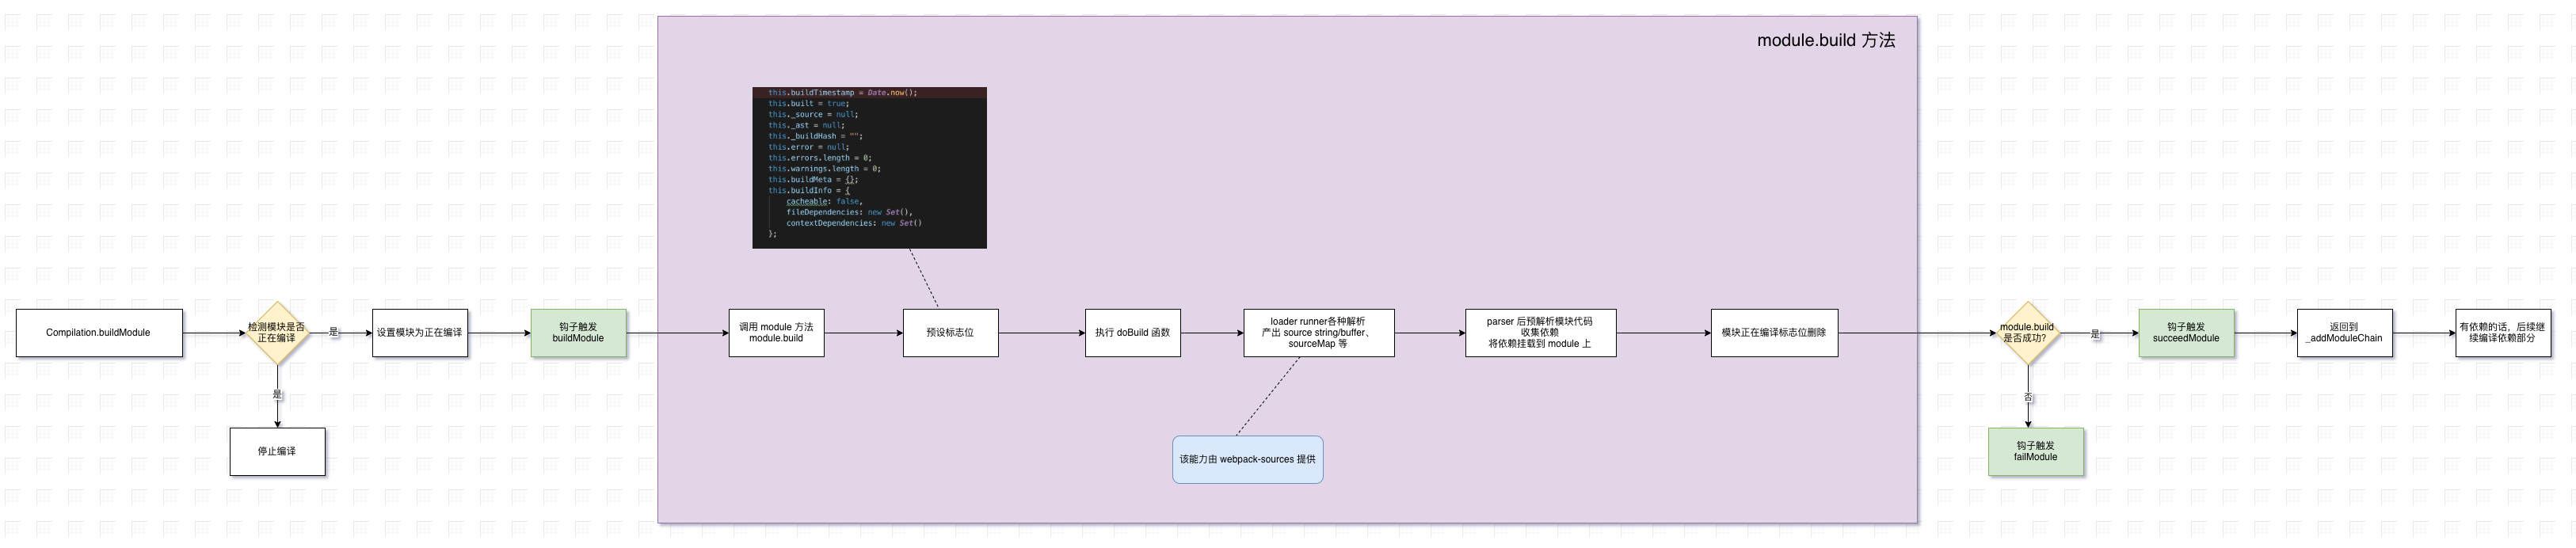 module.build 方法
this.buildTimestamp = Date.now();
this.built = true;
this._source = null;
this._ast = null;
this._buildHash = "";
this.error = null;
this.errors.length = 0;
this.warnings.length = 0;
this.buildMeta = {};
this.buildInfo = {
cacheable: false,
fileDependencies: new Set(),
contextDependencies: new Set()
};
Compilation.buildModule
检测模块是否
正在编译
是
设置模块为正在编译
钩子触发
buildModule
调用 module 方法
module.build
预设标志位
执行 doBuild 函数
loader runner各种解析
产出 source string/buffer、
sourceMap 等
parser 后预解析模块代码
收集依赖
将依赖挂载到 module 上
模块正在编译标志位删除
module.build
是否成功?
是
钩子触发
succeedModule
返回到
_addModuleChain
有依赖的话，后续继
续编译依赖部分
是
停止编译
该能力由 webpack-sources 提供
否
钩子触发
failModule